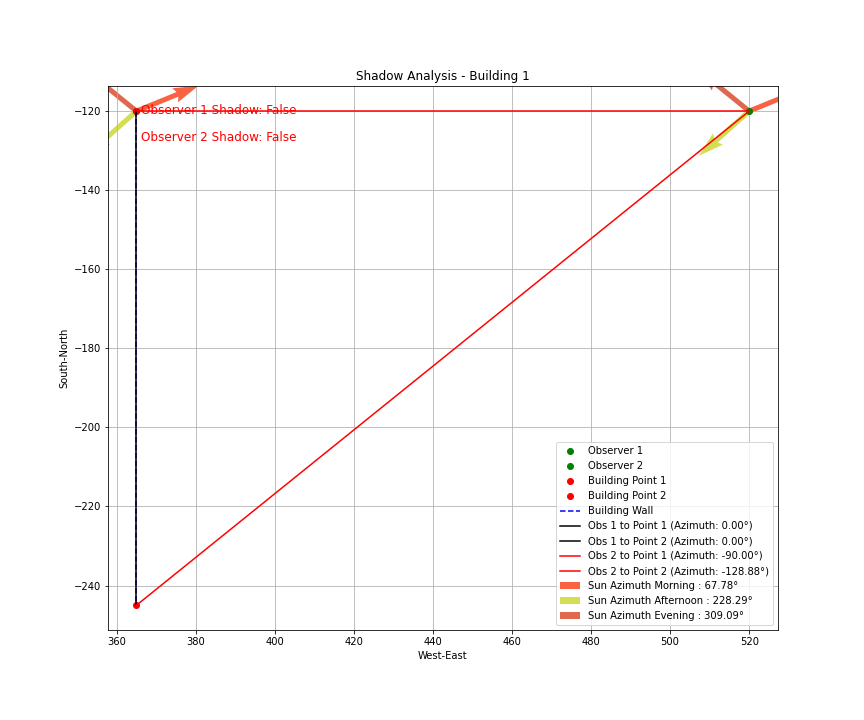 Shadow Analysis - Building 1
Observer 1 Shadow: False
Observer 2 Shadow: False
−120
−140
−160
−180
−200
−220
−240
South-North
360
380
400
420
440
460
480
500
520
West-East
Observer 1
Observer 2
Building Point 1
Building Point 2
Building Wall
Obs 1 to Point 1 (Azimuth: 0.00°)
Obs 1 to Point 2 (Azimuth: 0.00°)
Obs 2 to Point 1 (Azimuth: -90.00°)
Obs 2 to Point 2 (Azimuth: -128.88°)
Sun Azimuth Morning : 67.78°
Sun Azimuth Afternoon : 228.29°
Sun Azimuth Evening : 309.09°